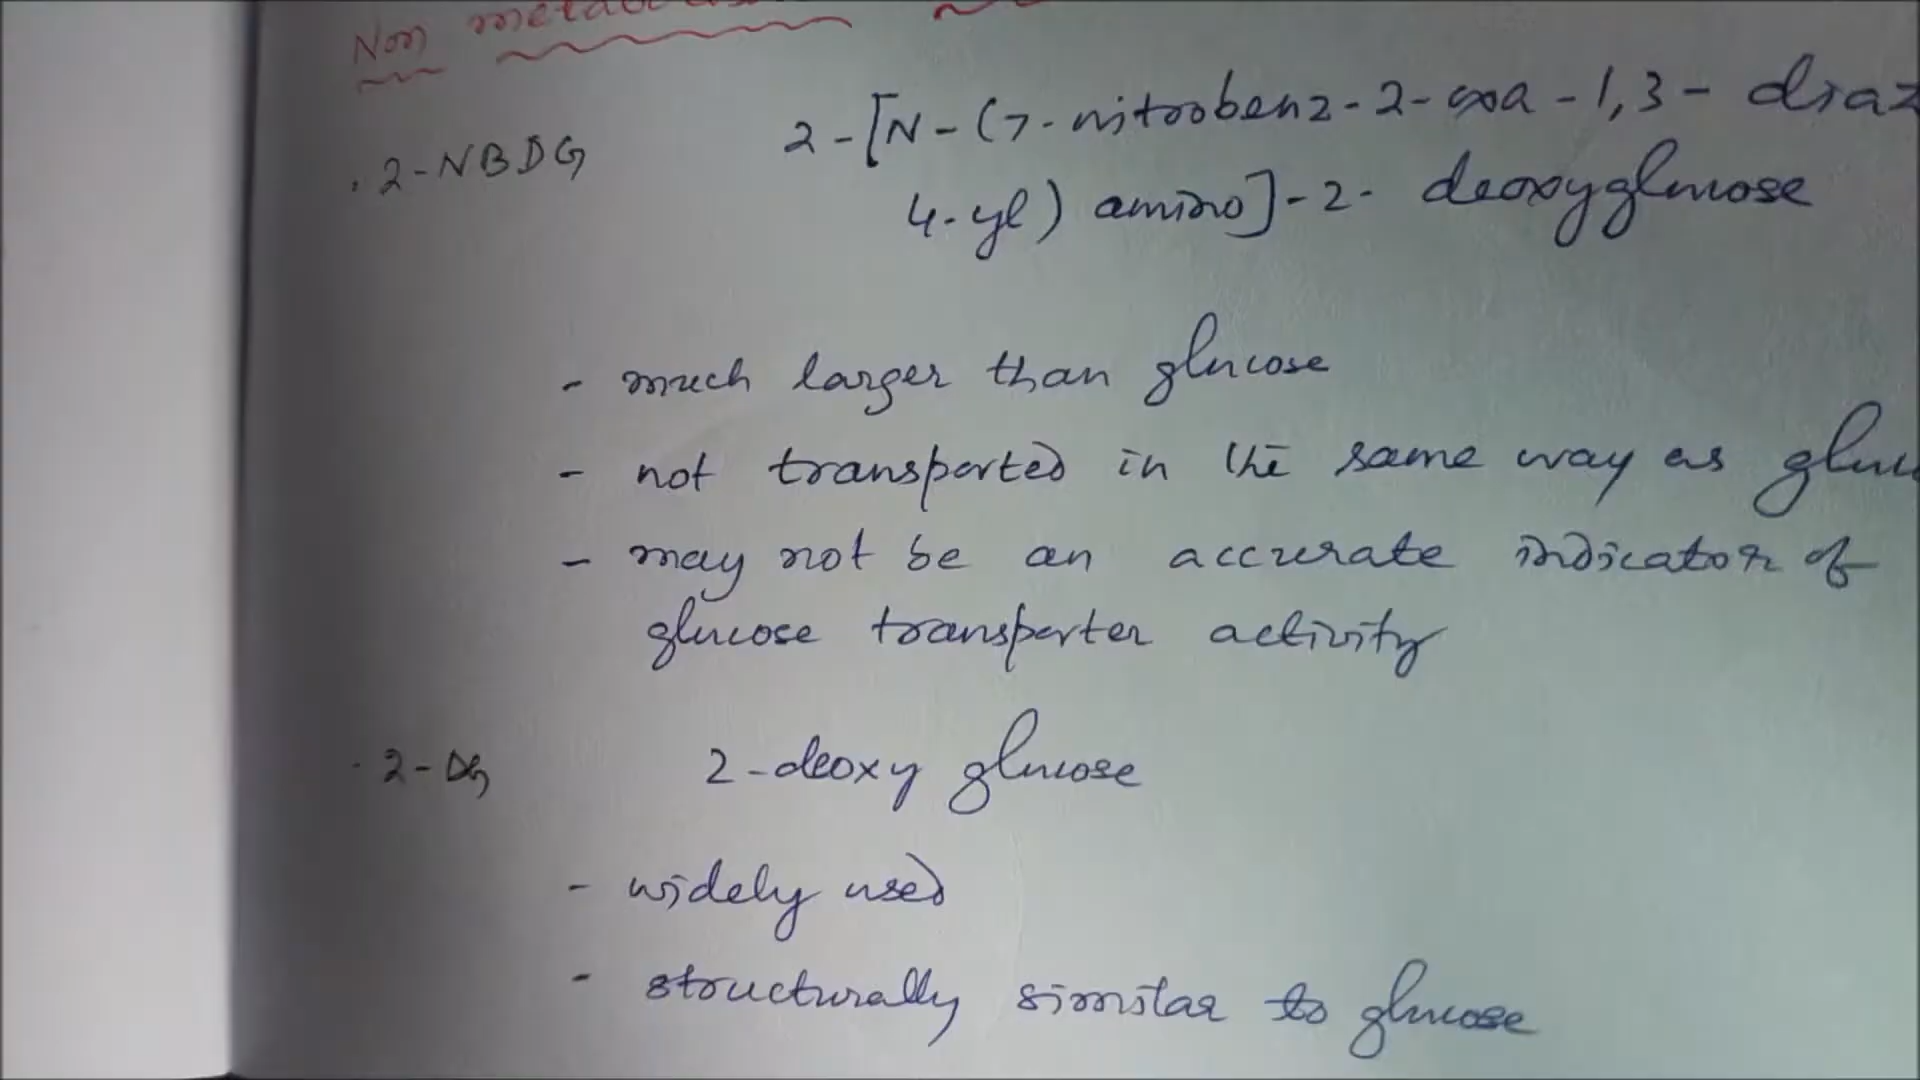 Non
. 2-NBDG 2-[N-(7-nitrobenz-2-oxa-1,3-diaz
4-yl) amino]-2-deoxyglucose
- much larger than glucose
- not transported in the same way as gluc
- may not be an accurate indicator of
glucose transporter activity
. 2-DG 2-deoxy glucose
- widely used
- structurally similar to glucose